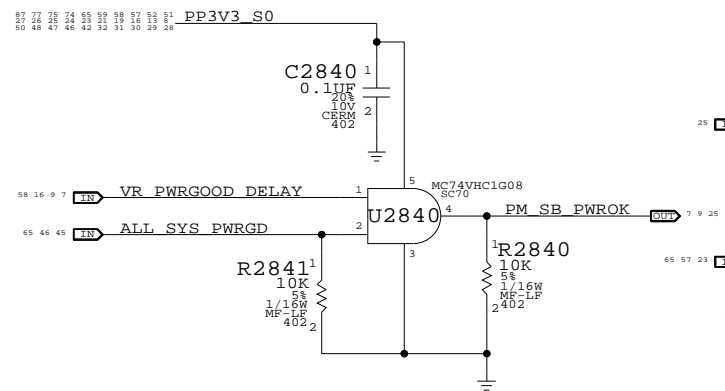 87 77 75 74 65 59 58 57 52 51
27 26 25 24 23 21 19 16 13 8
50 48 47 46 42 32 31 30 29 28
PP3V3_S0
C2840 1
0.1UF
20%
10V
CERM
402
2
25
5
MC74VHC1G08
SC70
58 16 9 7 IN VR_PWRGOOD_DELAY 1
U2840
4 PM_SB_PWROK OUT 7 9 25
65 46 45 IN ALL_SYS_PWRGD 2
3
R2841 1
10K
5%
1/16W
MF-LF
402 2
1 R2840
10K
5%
1/16W
MF-LF
2 402
65 57 23